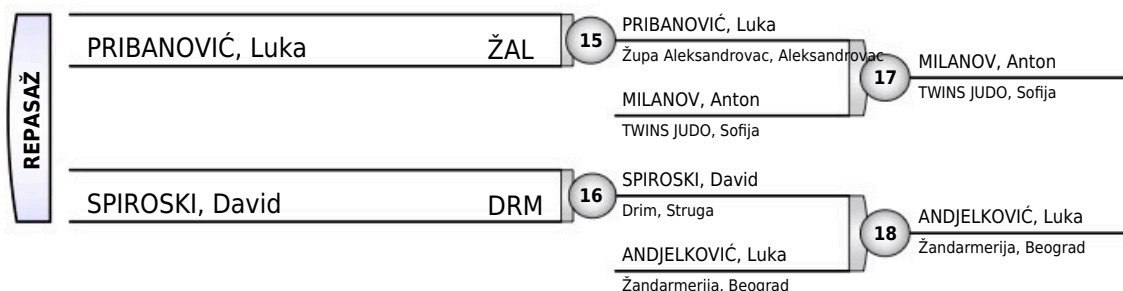 REPASAŽ
PRIBANOVIĆ, Luka ŽAL
15
PRIBANOVIĆ, Luka
Župa Aleksandrovac, Aleksandrovac
MILANOV, Anton
TWINS JUDO, Sofija
17
MILANOV, Anton
TWINS JUDO, Sofija
SPIROSKI, David DRM
16
SPIROSKI, David
Drim, Struga
ANDJELKOVIĆ, Luka
Žandarmerija, Beograd
18
ANDJELKOVIĆ, Luka
Žandarmerija, Beograd